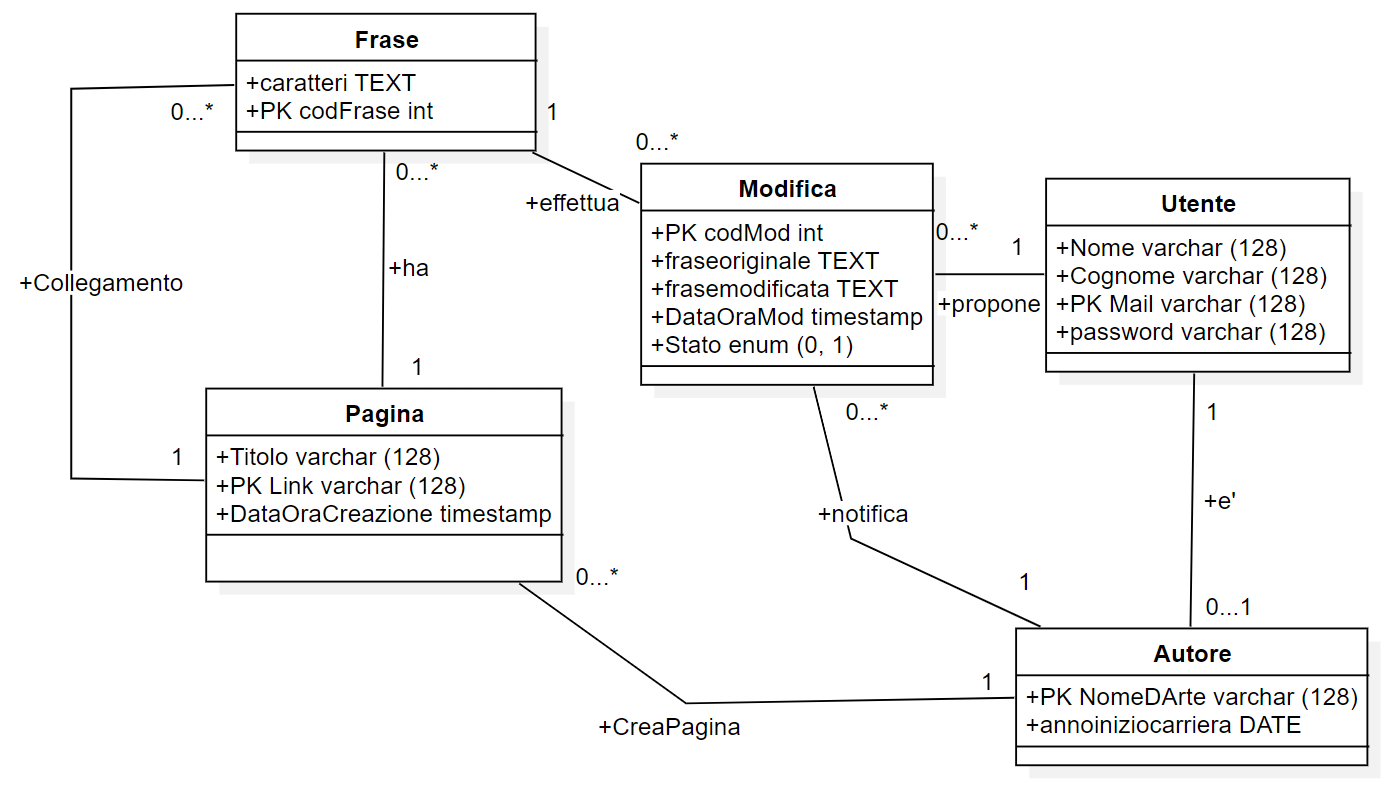 Frase
+caratteri TEXT
+PK codFrase int
0...*
1
0...*
0...*
+effettua
Modifica
+PK codMod int
+fraseoriginale TEXT
+frasemodificata TEXT
+DataOraMod timestamp
+Stato enum (0, 1)
0...*
1
+propone
Utente
+Nome varchar (128)
+Cognome varchar (128)
+PK Mail varchar (128)
+password varchar (128)
+ha
+Collegamento
1
1
Pagina
+Titolo varchar (128)
+PK Link varchar (128)
+DataOraCreazione timestamp
0...*
0...*
+notifica
1
1
+e'
0...1
Autore
+PK NomeDArte varchar (128)
+annoiniziocarriera DATE
1
+CreaPagina